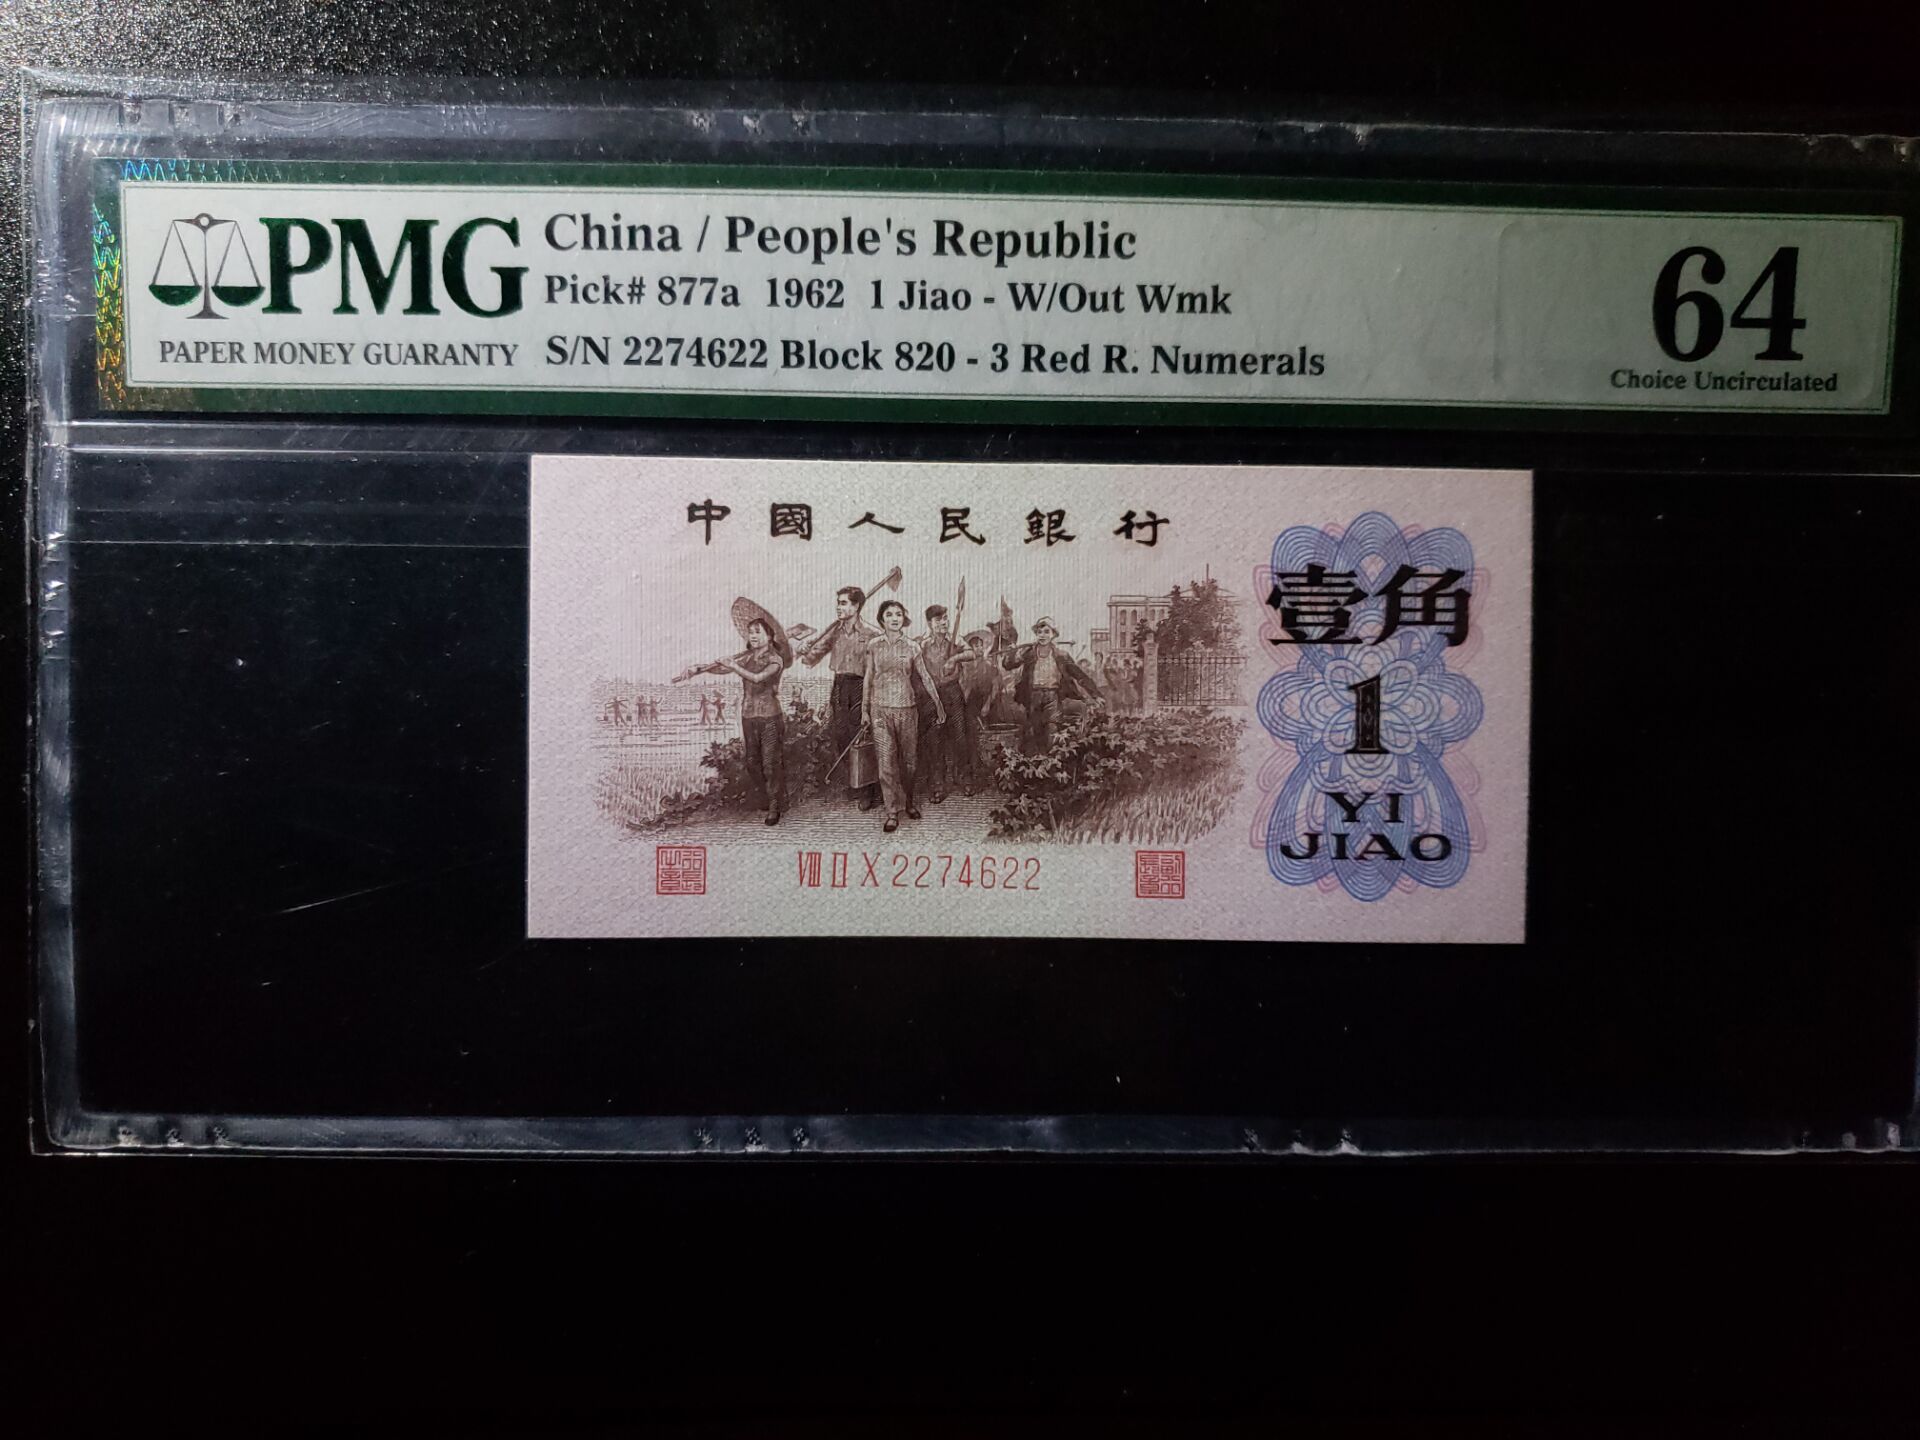 PMG
PAPER MONEY GUARANTY
China / People's Republic
Pick# 877a 1962 1 Jiao - W/Out Wmk
S/N 2274622 Block 820 - 3 Red R. Numerals
64
Choice Uncirculated
中國人民銀行
壹角
1
YI
JIAO
VIII II X 2274622